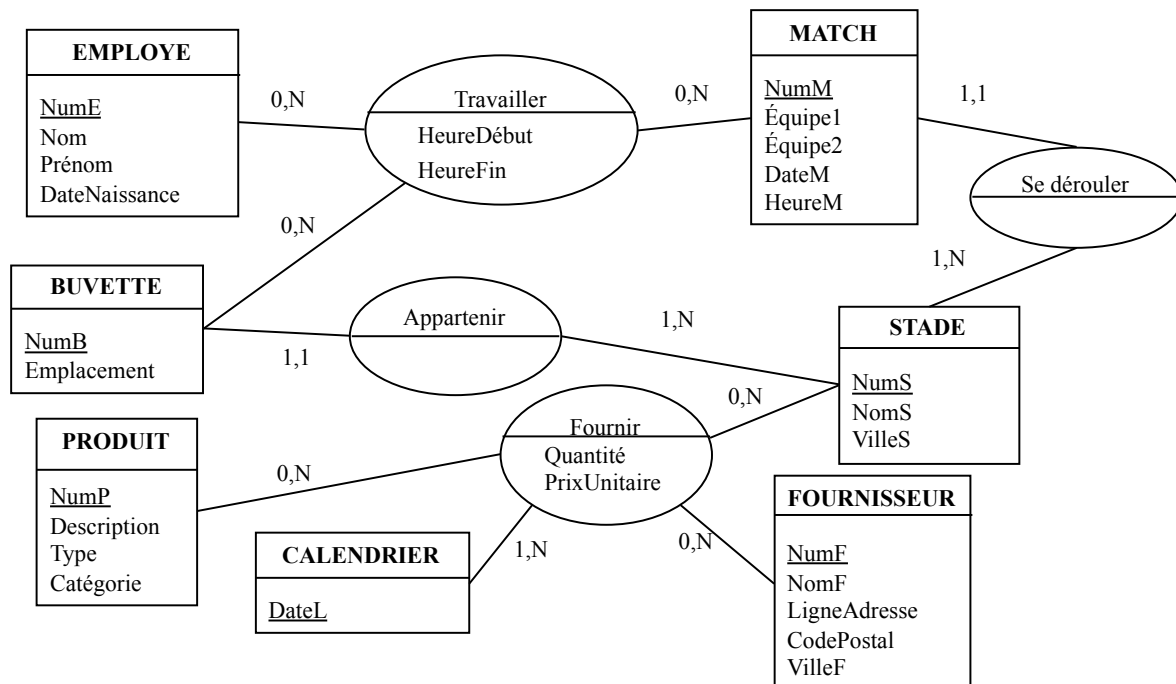 EMPLOYE
NumE
Nom
Prénom
DateNaissance
0,N
Travailler
HeureDébut
HeureFin
0,N
MATCH
NumM
Équipe1
Équipe2
DateM
HeureM
1,1
Se dérouler
0,N
1,N
BUVETTE
NumB
Emplacement
1,1
Appartenir
1,N
STADE
NumS
NomS
VilleS
0,N
PRODUIT
NumP
Description
Type
Catégorie
0,N
Fournir
Quantité
PrixUnitaire
CALENDRIER
DateL
1,N
0,N
FOURNISSEUR
NumF
NomF
LigneAdresse
CodePostal
VilleF